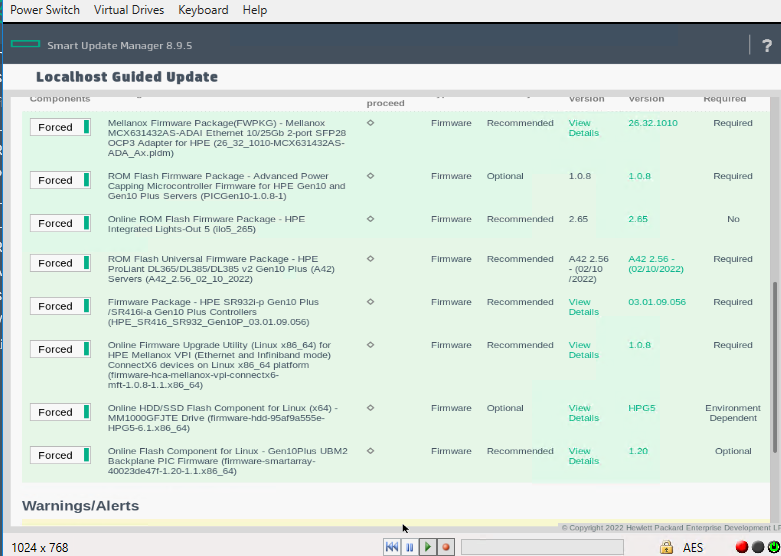 Power Switch Virtual Drives Keyboard Help
Smart Update Manager 8.9.5 ?
Localhost Guided Update
Components proceed Version Version Required
Forced Mellanox Firmware Package(FWPKG) - Mellanox Firmware Recommended View 26.32.1010 Required
MCX631432AS-ADAI Ethernet 10/25Gb 2-port SFP28 Details
OCP3 Adapter for HPE (26_32_1010-MCX631432AS-
ADA_Ax.pldm)
Forced ROM Flash Firmware Package - Advanced Power Firmware Optional 1.0.8 1.0.8 Required
Capping Microcontroller Firmware for HPE Gen10 and
Gen10 Plus Servers (PICGen10-1.0.8-1)
Forced Online ROM Flash Firmware Package - HPE Firmware Recommended 2.65 2.65 No
Integrated Lights-Out 5 (ilo5_265)
Forced ROM Flash Universal Firmware Package - HPE Firmware Recommended A42 2.56 A42 2.56 - Required
ProLiant DL365/DL385/DL385 v2 Gen10 Plus (A42) - (02/10 (02/10/2022)
Servers (A42_2.56_02_10_2022) /2022)
Forced Firmware Package - HPE SR932i-p Gen10 Plus Firmware Recommended View 03.01.09.056 Required
/SR416i-a Gen10 Plus Controllers Details
(HPE_SR416_SR932_Gen10P_03.01.09.056)
Forced Online Firmware Upgrade Utility (Linux x86_64) for Firmware Recommended View 1.0.8 Required
HPE Mellanox VPI (Ethernet and Infiniband mode) Details
ConnectX6 devices on Linux x86_64 platform
(firmware-hca-mellanox-vpi-connectx6-
mft-1.0.8-1.1.x86_64)
Forced Online HDD/SSD Flash Component for Linux (x64) - Firmware Optional View HPG5 Environment
MM1000GFJTE Drive (firmware-hdd-95af9a555e- Details Dependent
HPG5-6.1.x86_64)
Forced Online Flash Component for Linux - Gen10Plus UBM2 Firmware Recommended View 1.20 Optional
Backplane PIC Firmware (firmware-smartarray- Details
40023de47f-1.20-1.1.x86_64)
Warnings/Alerts
© Copyright 2022 Hewlett Packard Enterprise Development LP
1024 x 768 AES